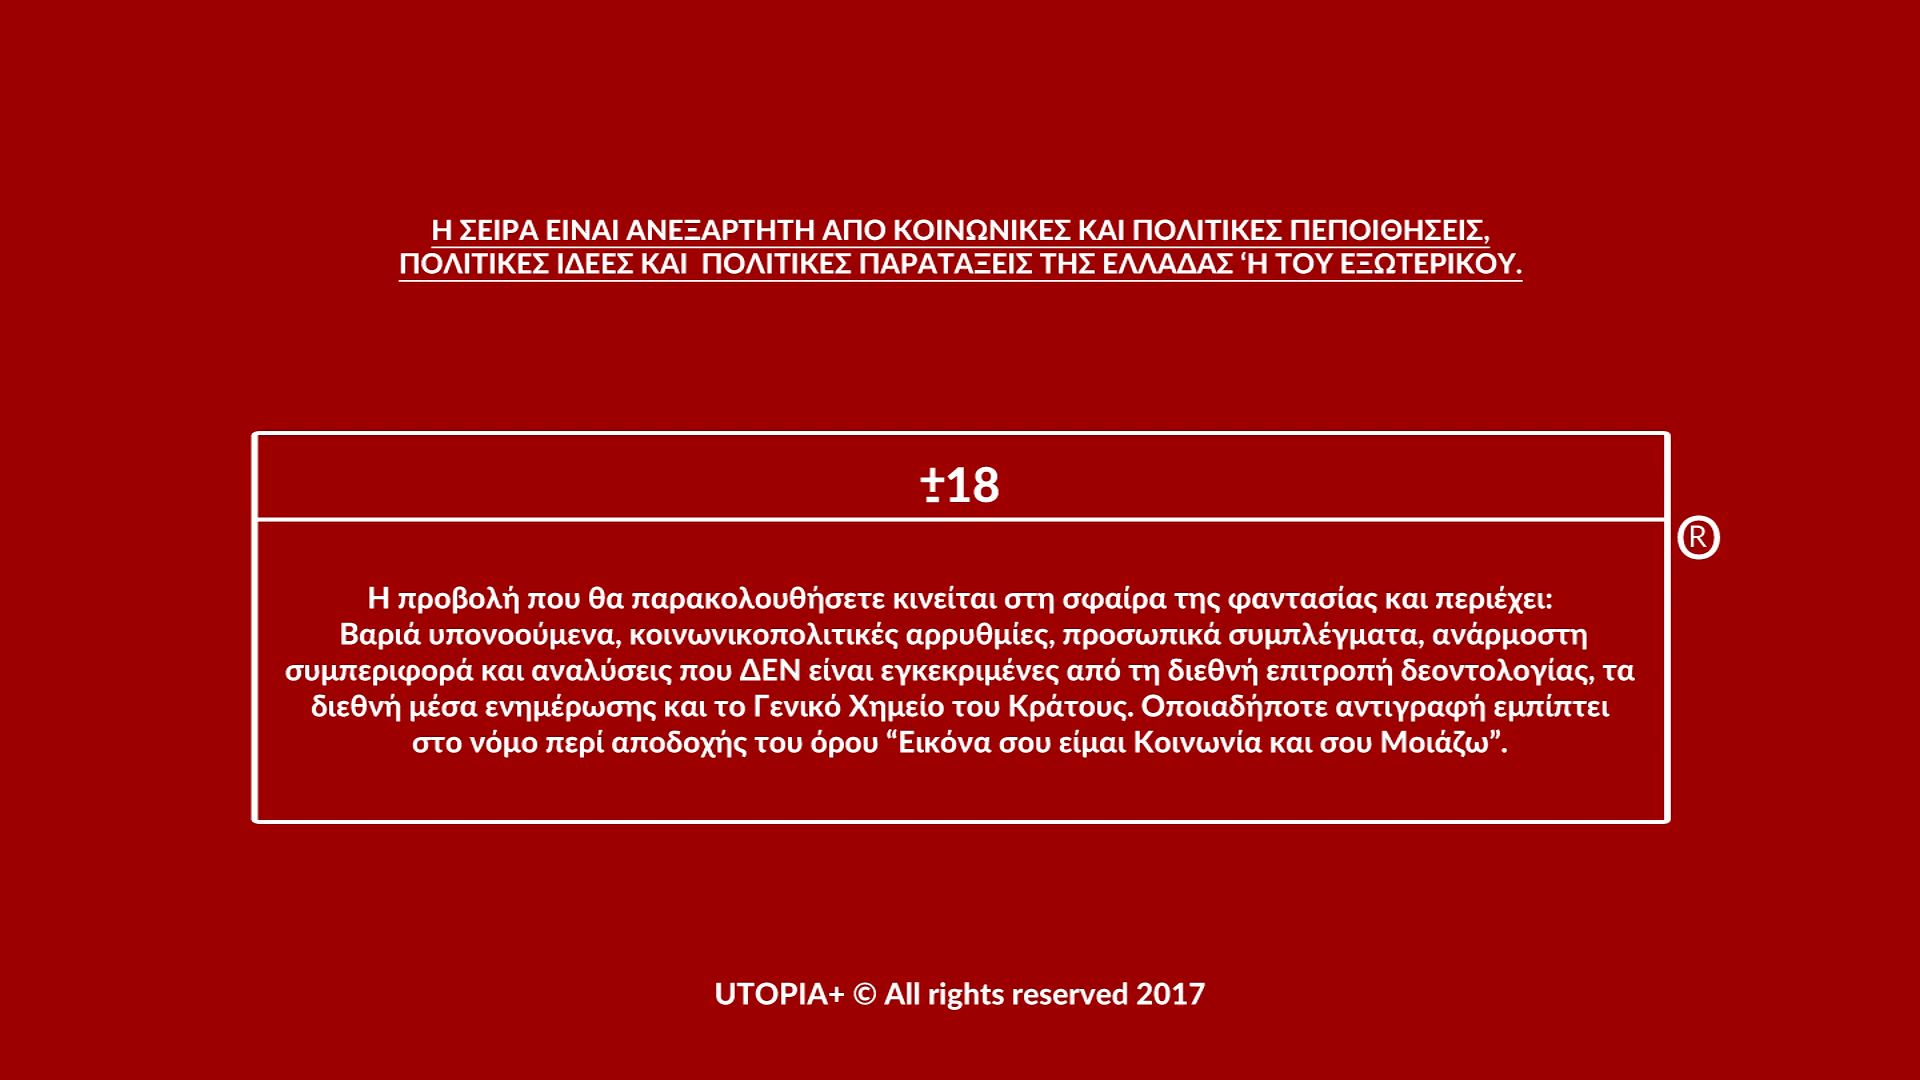 Η ΣΕΙΡΑ ΕΙΝΑΙ ΑΝΕΞΑΡΤΗΤΗ ΑΠΟ ΚΟΙΝΩΝΙΚΕΣ ΚΑΙ ΠΟΛΙΤΙΚΕΣ ΠΕΠΟΙΘΗΣΕΙΣ,
ΠΟΛΙΤΙΚΕΣ ΙΔΕΕΣ ΚΑΙ  ΠΟΛΙΤΙΚΕΣ ΠΑΡΑΤΑΞΕΙΣ ΤΗΣ ΕΛΛΑΔΑΣ ‘Η ΤΟΥ ΕΞΩΤΕΡΙΚΟΥ.
±18
®
Η προβολή που θα παρακολουθήσετε κινείται στη σφαίρα της φαντασίας και περιέχει:
Βαριά υπονοούμενα, κοινωνικοπολιτικές αρρυθμίες, προσωπικά συμπλέγματα, ανάρμοστη
συμπεριφορά και αναλύσεις που ΔΕΝ είναι εγκεκριμένες από τη διεθνή επιτροπή δεοντολογίας, τα
διεθνή μέσα ενημέρωσης και το Γενικό Χημείο του Κράτους. Οποιαδήποτε αντιγραφή εμπίπτει
στο νόμο περί αποδοχής του όρου “Εικόνα σου είμαι Κοινωνία και σου Μοιάζω”.
UTOPIA+ © All rights reserved 2017